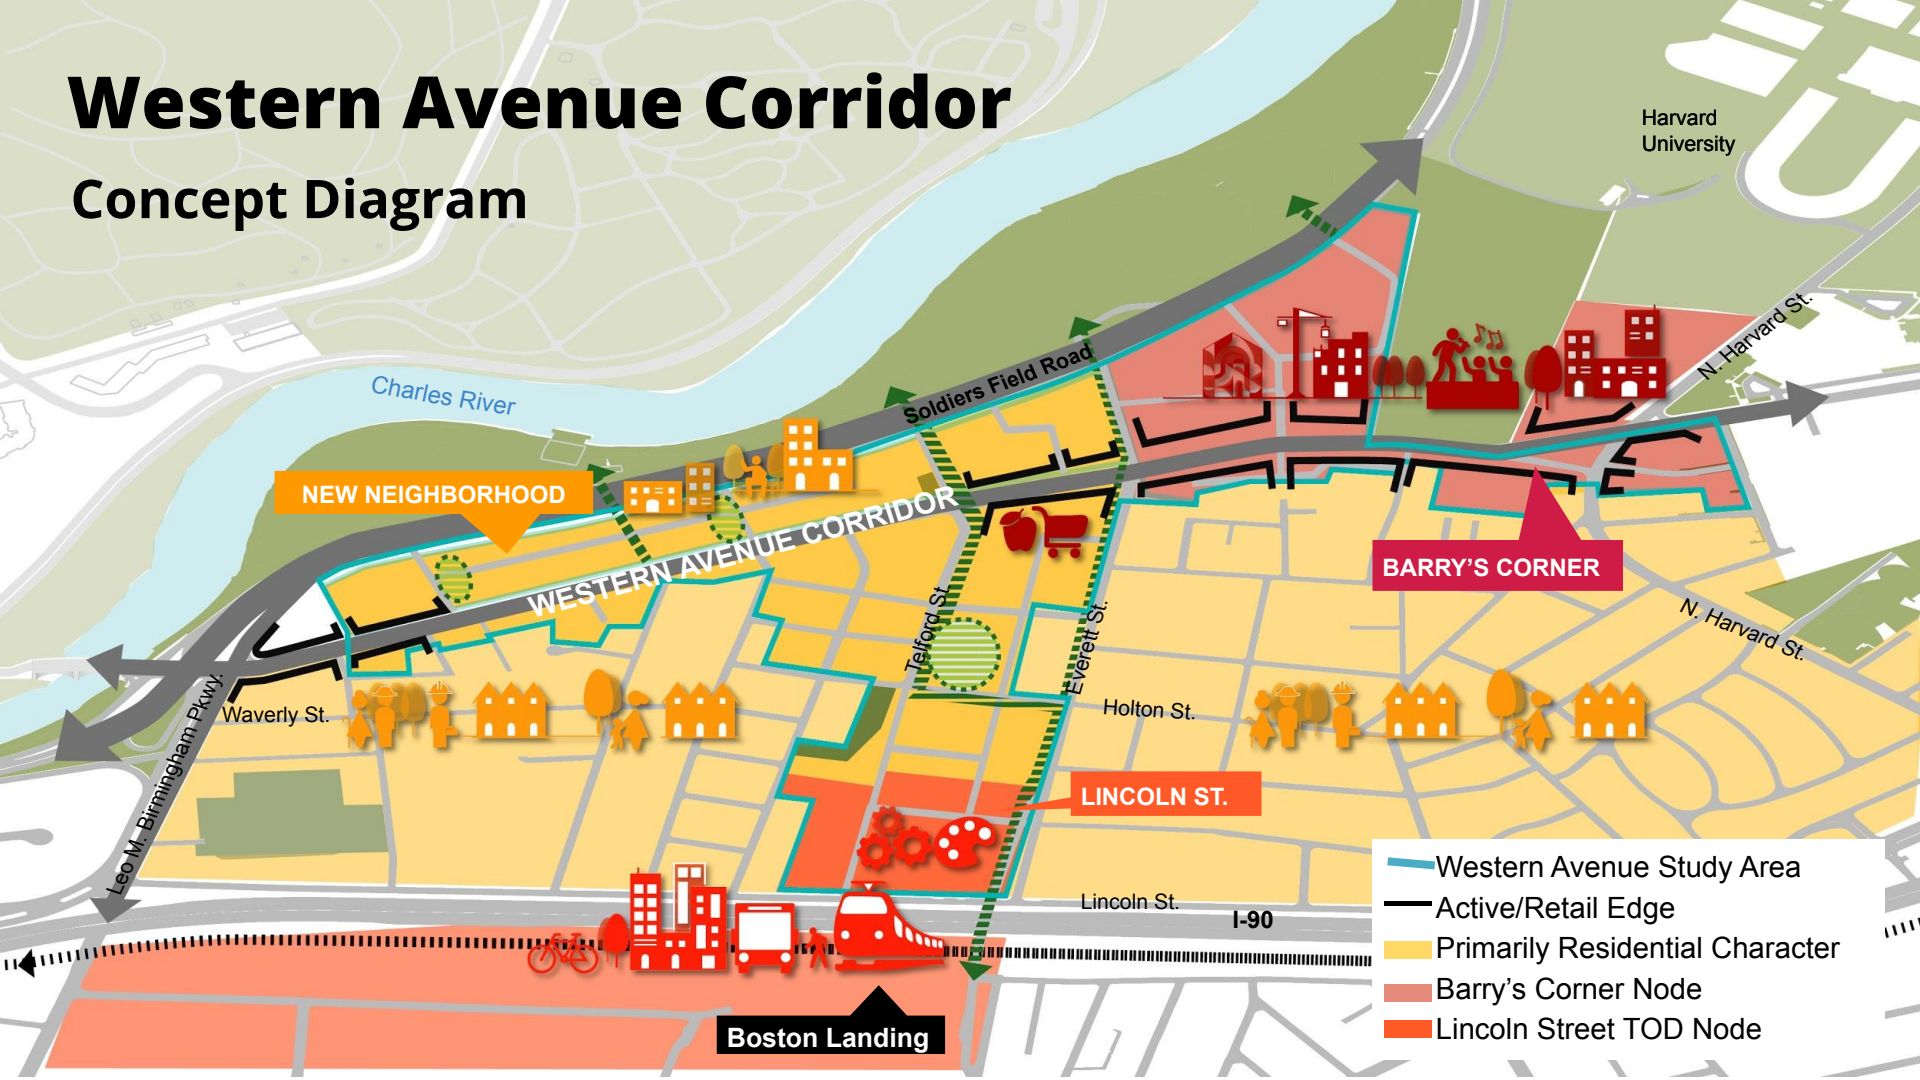 Western Avenue Corridor
Concept Diagram
Harvard
University
N. Harvard St.
Charles River
Soldiers Field Road
NEW NEIGHBORHOOD
WESTERN AVENUE CORRIDOR
BARRY'S CORNER
N. Harvard St.
Telford St.
Everett St.
Leo M. Birmingham Pkwy.
Waverly St.
Holton St.
LINCOLN ST.
Lincoln St.
I-90
Boston Landing
Western Avenue Study Area
Active/Retail Edge
Primarily Residential Character
Barry's Corner Node
Lincoln Street TOD Node